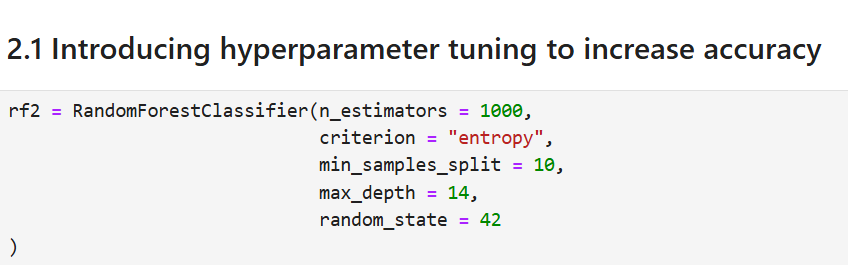 2.1 Introducing hyperparameter tuning to increase accuracy
rf2 = RandomForestClassifier(n_estimators = 1000,
                             criterion = "entropy",
                             min_samples_split = 10,
                             max_depth = 14,
                             random_state = 42
)